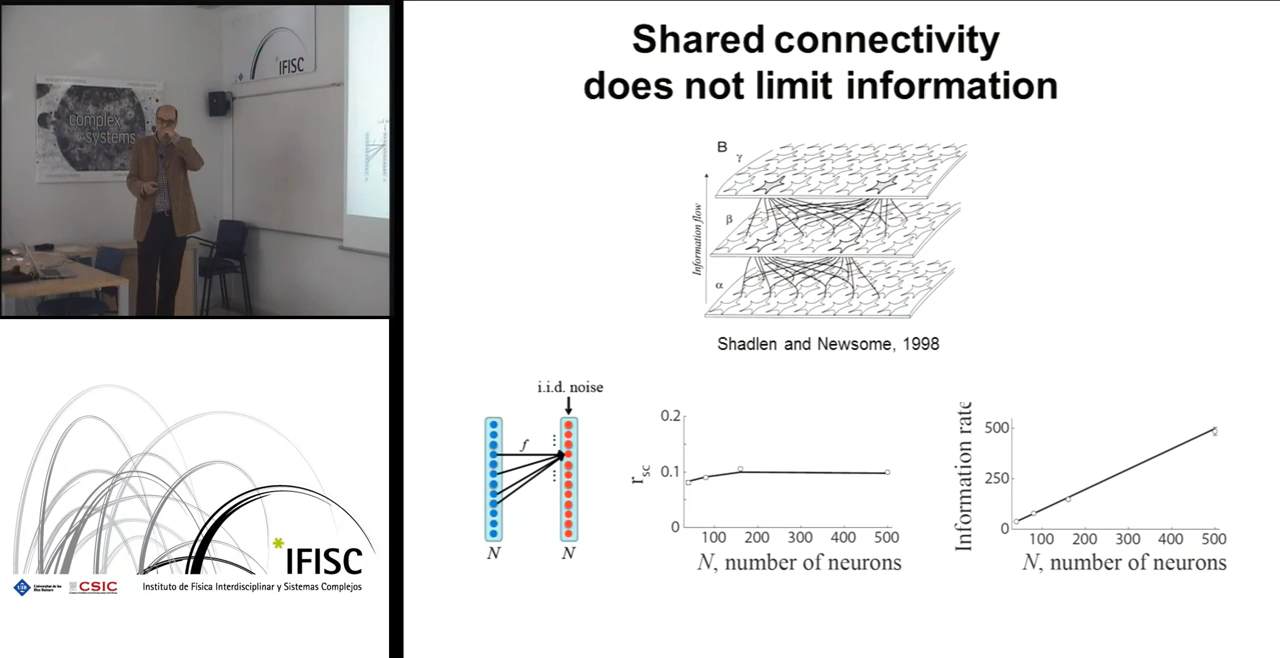 IFISC
complex
systems
Shared connectivity
does not limit information
B
γ
β
α
Information flow
Shadlen and Newsome, 1998
i.i.d. noise
f
N
N
0.2
0.1
0
r_sc
100 200 300 400 500
N, number of neurons
500
250
0
Information rate
0 100 200 300 400 500
N, number of neurons
IFISC
CSIC
Instituto de Física Interdisciplinar y Sistemas Complejos